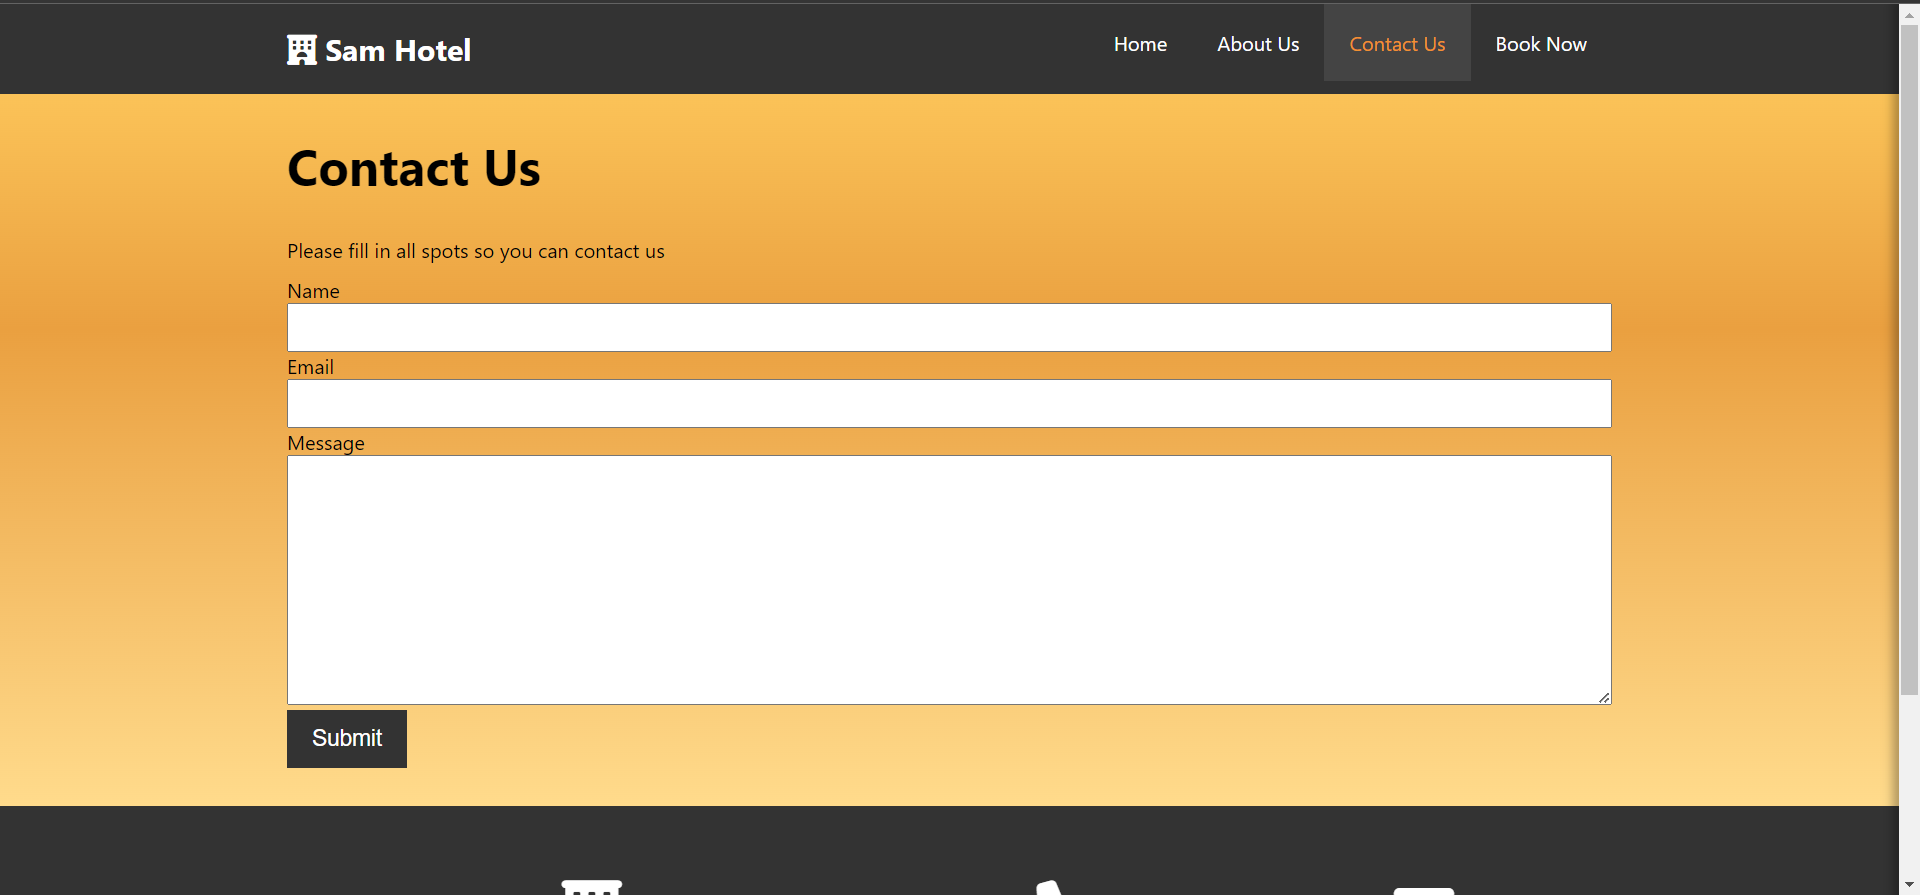 Sam Hotel
Home
About Us
Contact Us
Book Now
Contact Us
Please fill in all spots so you can contact us
Name
Email
Message
Submit